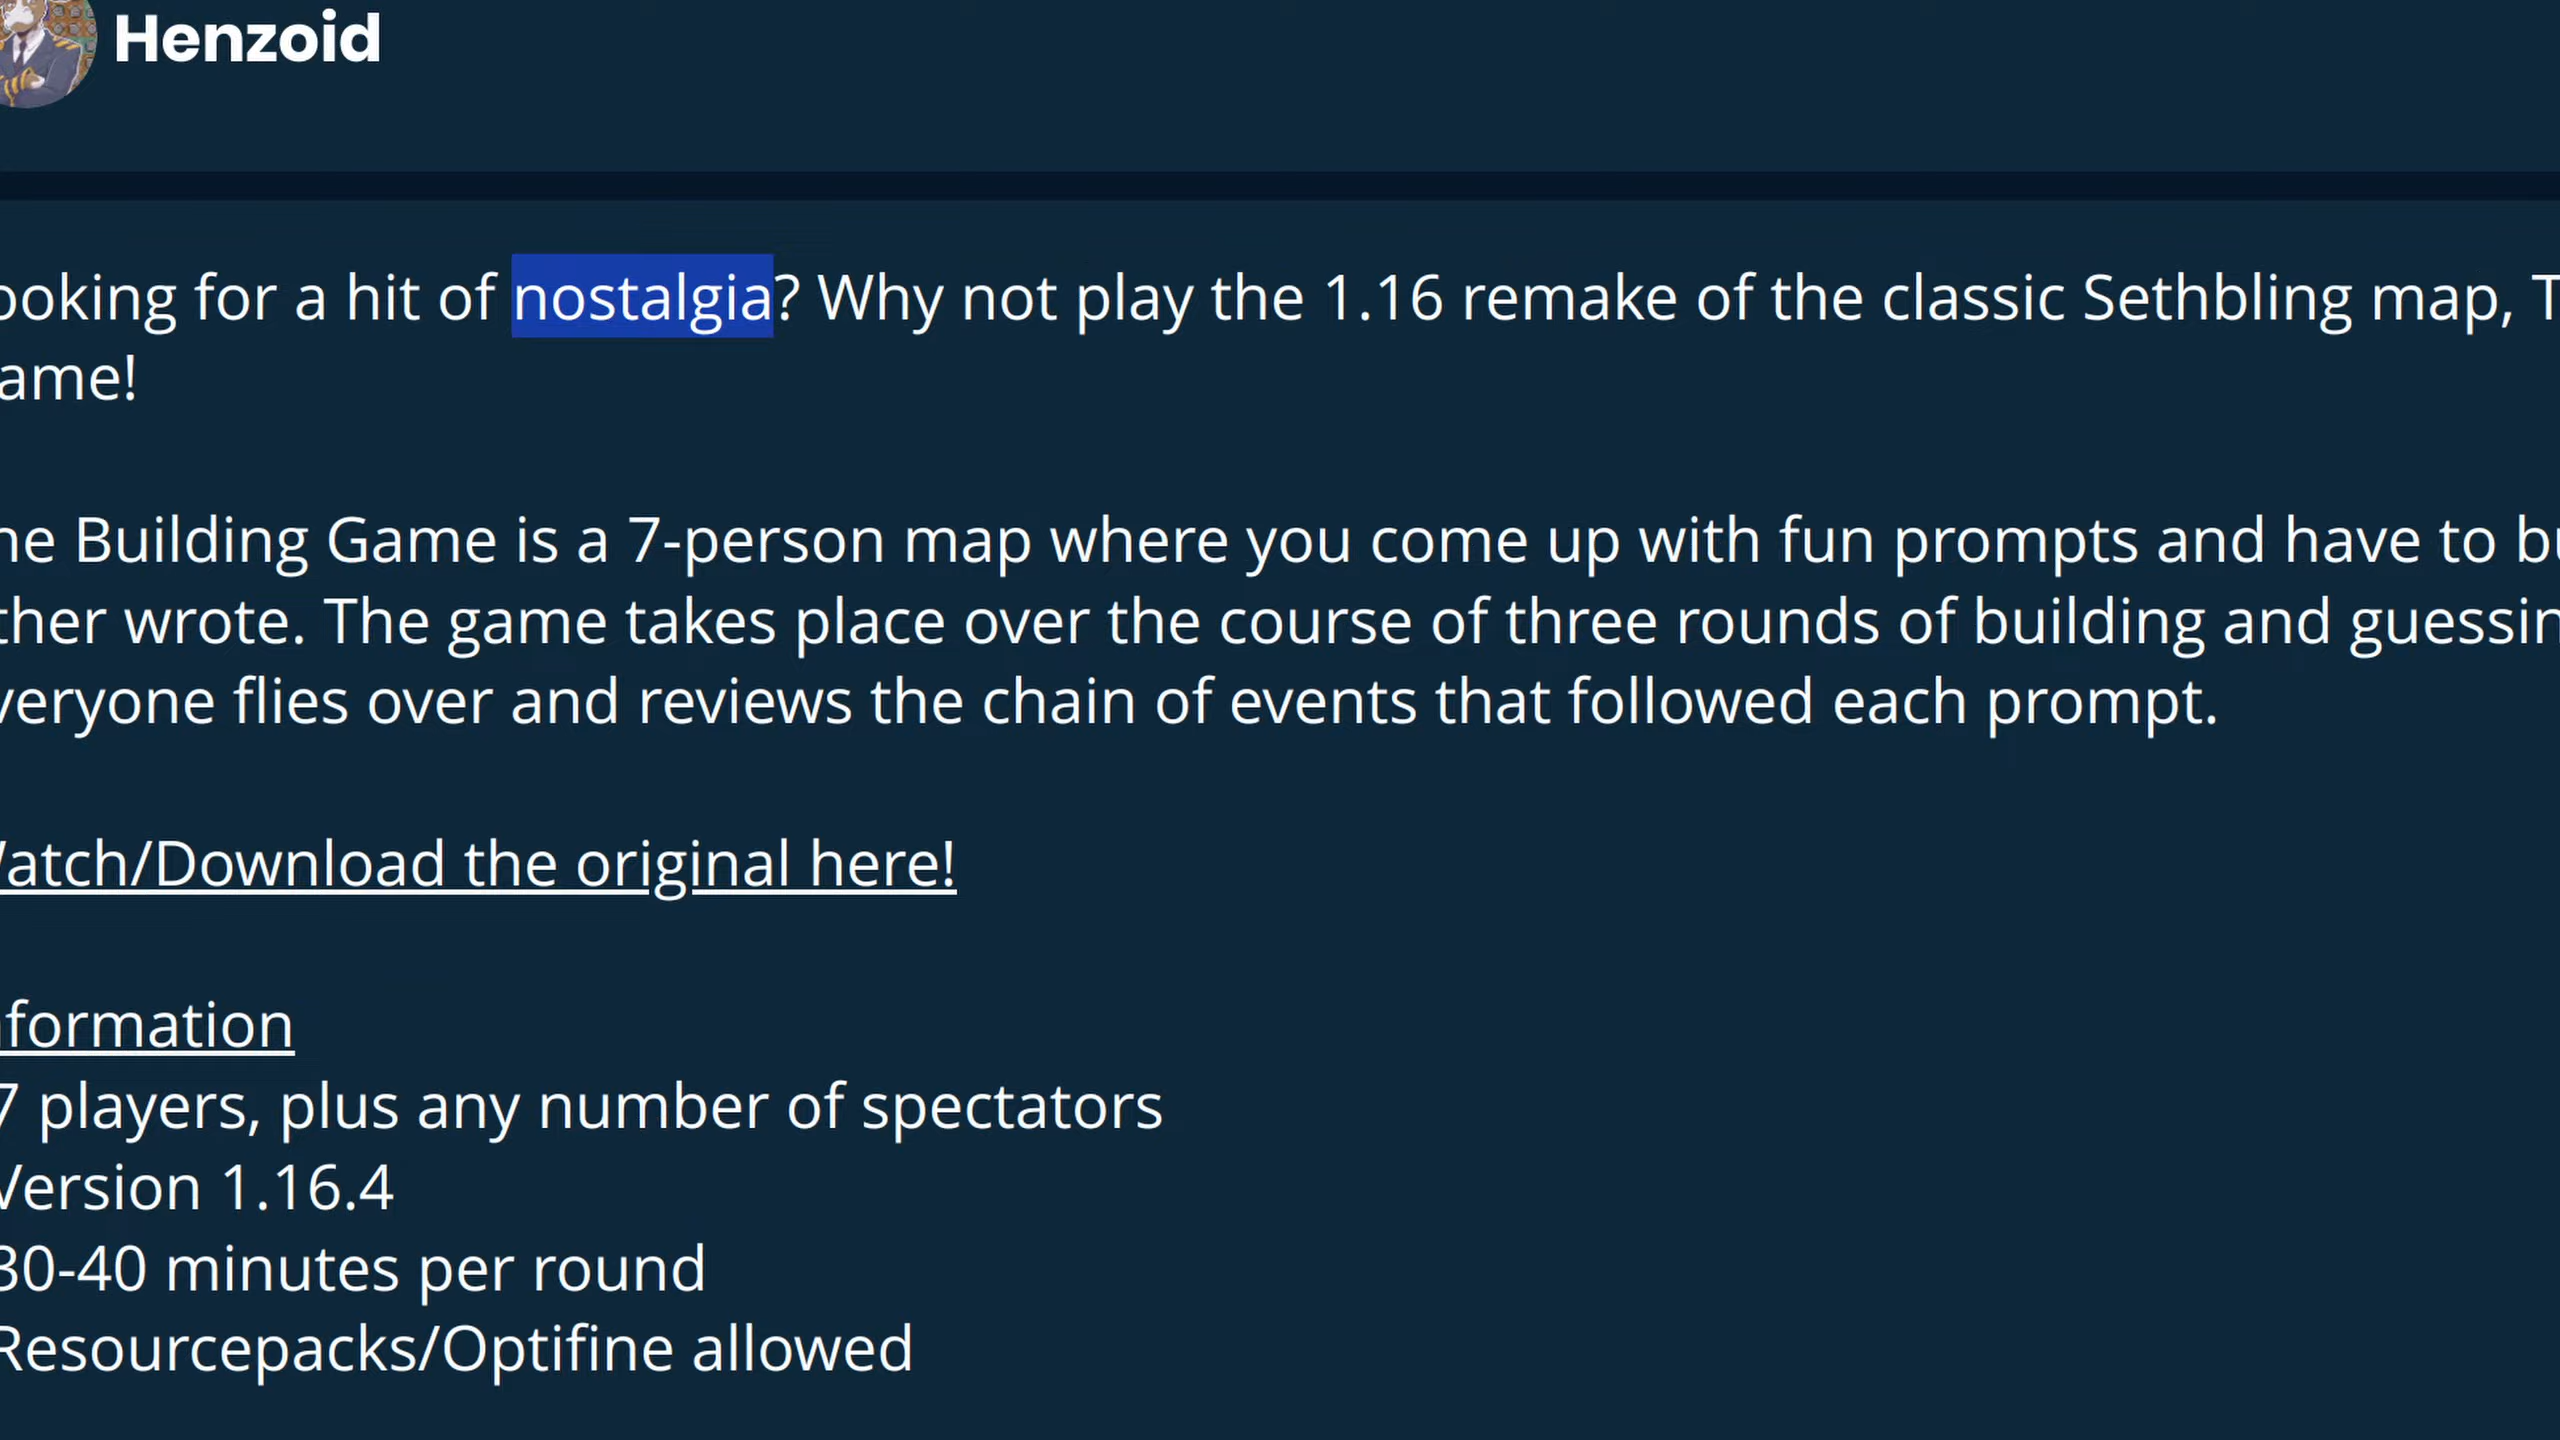 Henzoid
ooking for a hit of nostalgia? Why not play the 1.16 remake of the classic Sethbling map, T
ame!
he Building Game is a 7-person map where you come up with fun prompts and have to bu
ther wrote. The game takes place over the course of three rounds of building and guessin
veryone flies over and reviews the chain of events that followed each prompt.
Watch/Download the original here!
nformation
7 players, plus any number of spectators
Version 1.16.4
30-40 minutes per round
Resourcepacks/Optifine allowed